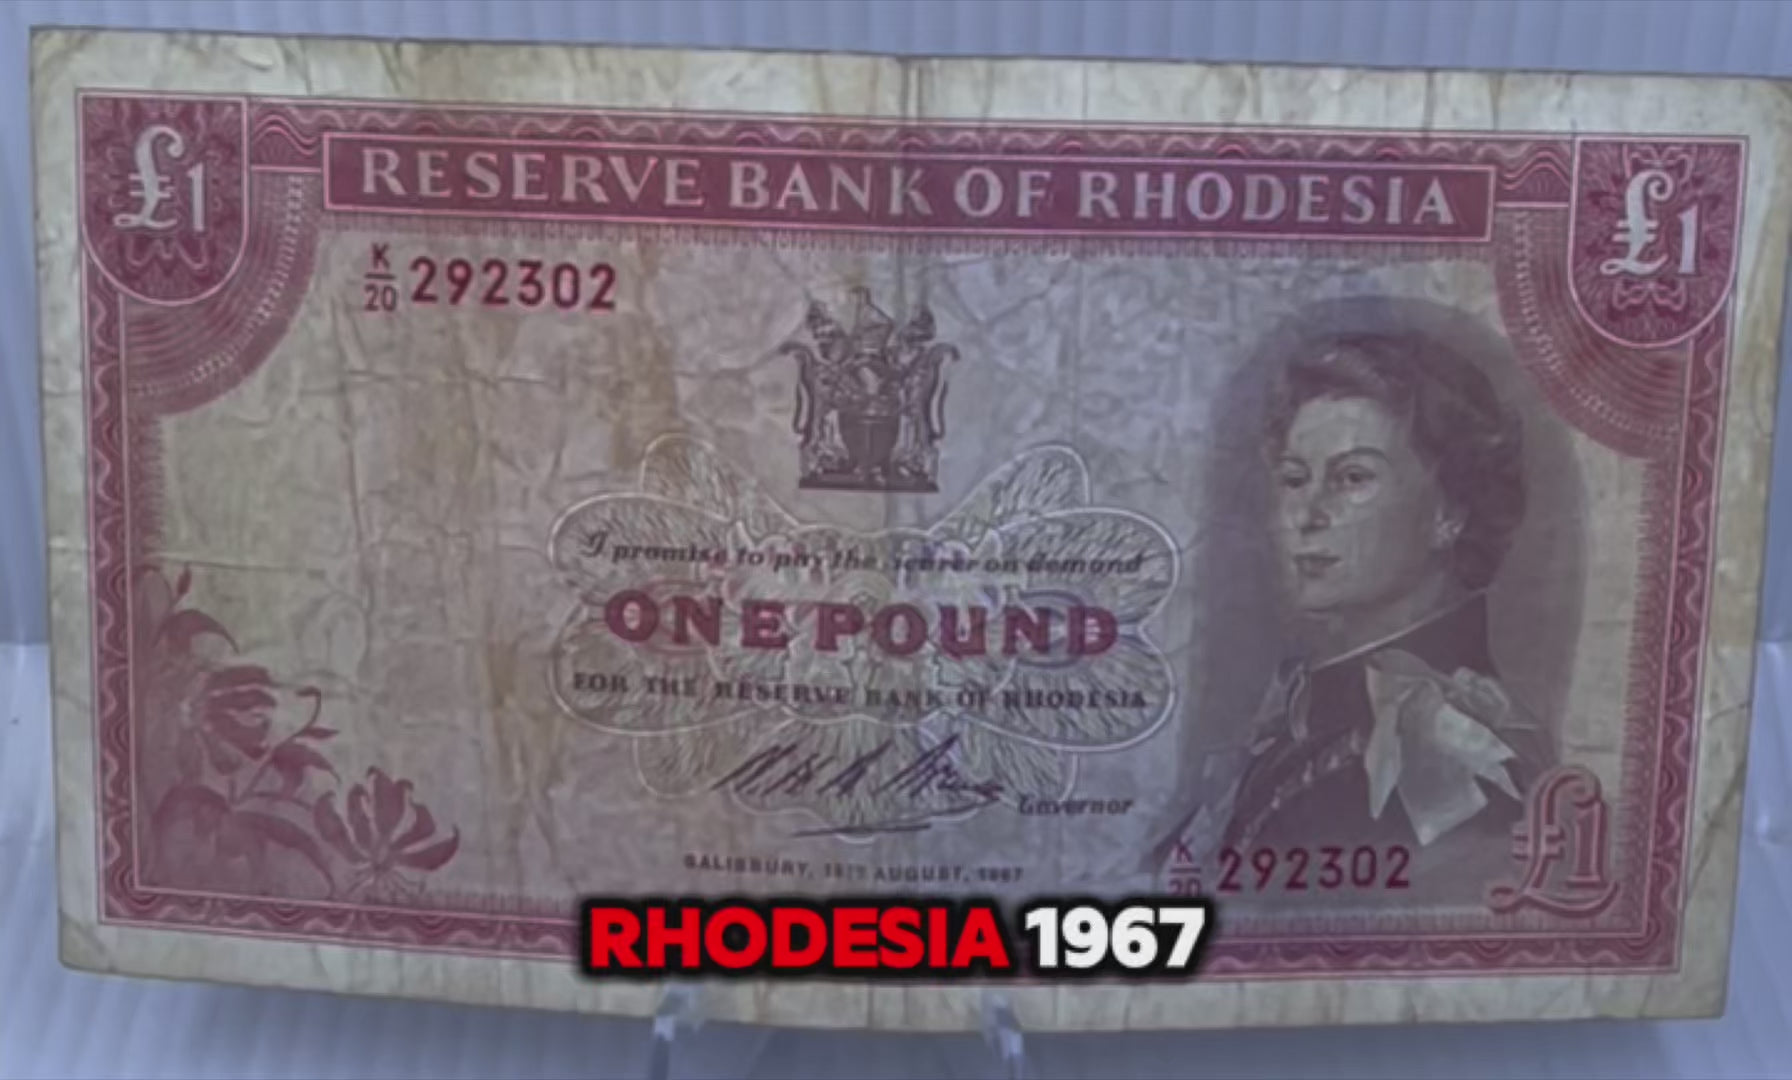 £1
RESERVE BANK OF RHODESIA
£1
K/20 292302
I promise to pay the bearer on demand
ONE POUND
FOR THE RESERVE BANK OF RHODESIA
Governor
SALISBURY, AUGUST, 1967
K/20 292302
£1
RHODESIA 1967